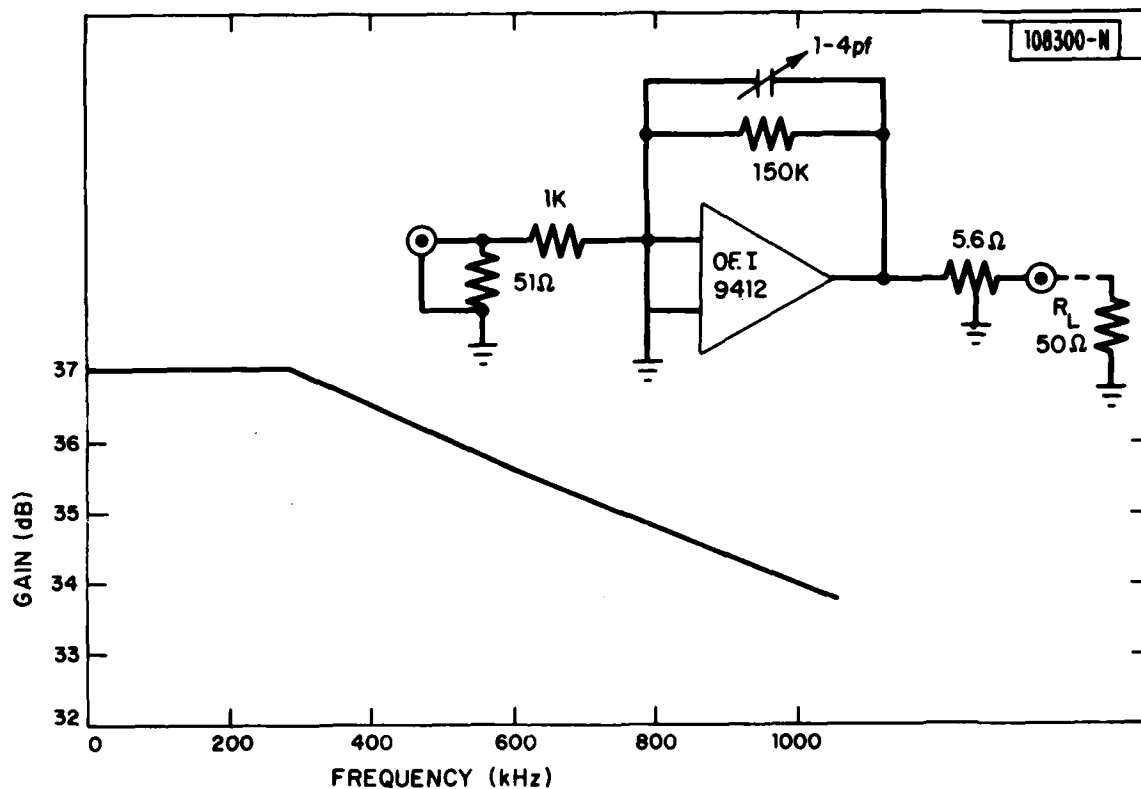 108300-N
1-4pf
150K
1K
51Ω
O.E.I
9412
5.6Ω
R_L
50Ω
GAIN (dB)
37
36
35
34
33
32
0 200 400 600 800 1000
FREQUENCY (kHz)